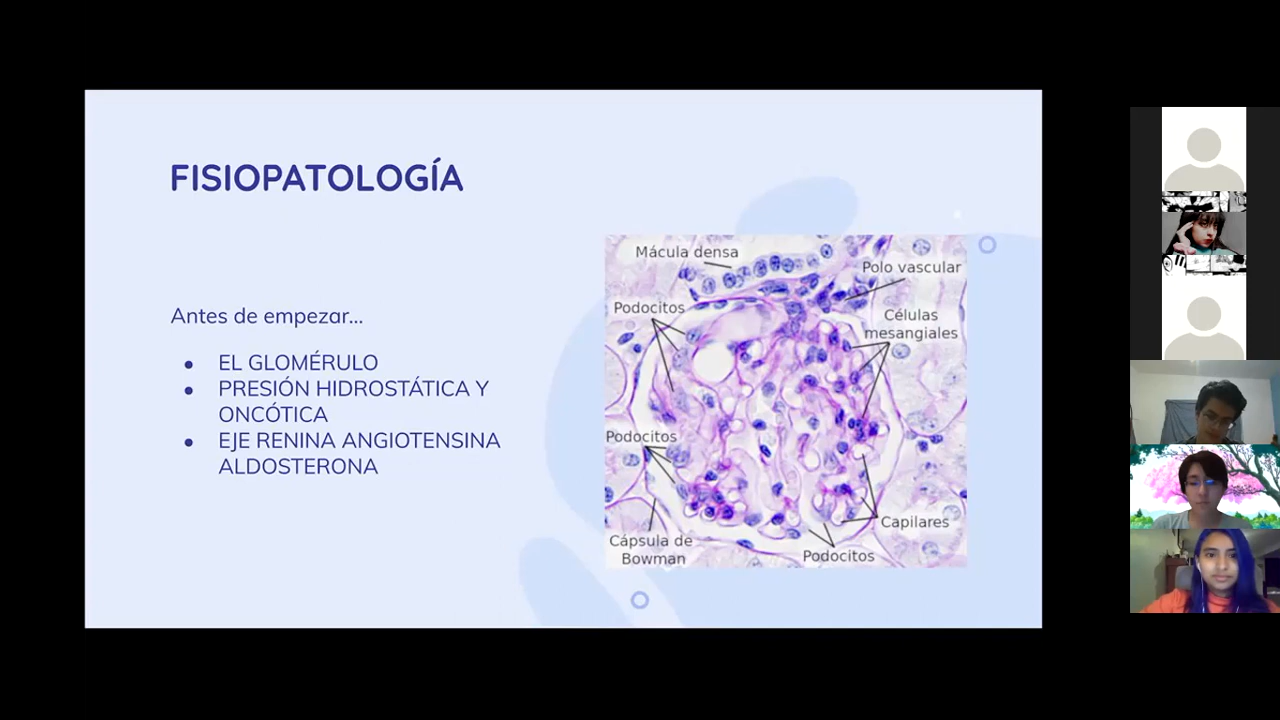 FISIOPATOLOGÍA
Antes de empezar...
● EL GLOMÉRULO
● PRESIÓN HIDROSTÁTICA Y
ONCÓTICA
● EJE RENINA ANGIOTENSINA
ALDOSTERONA
Mácula densa
Polo vascular
Podocitos
Células
mesangiales
Podocitos
Capilares
Cápsula de
Bowman
Podocitos